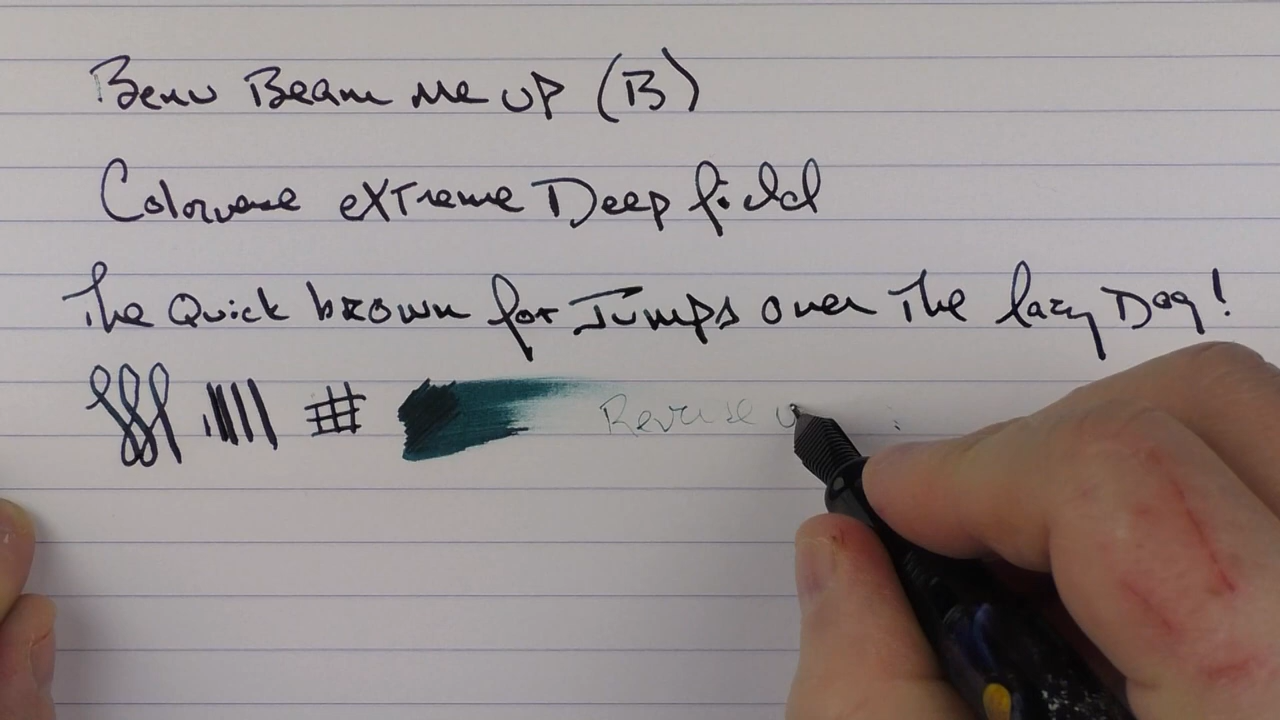 Benu Beam me up (B)
Colorverse extreme Deep field
The Quick brown fox Jumps over The lazy Dog!
#
Reverse w